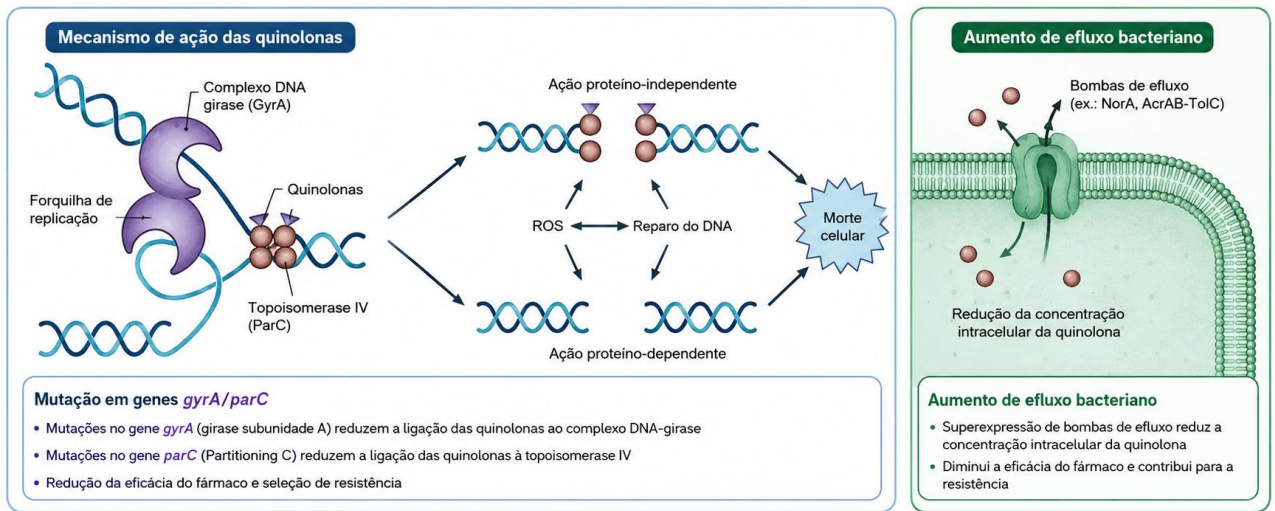 Mecanismo de ação das quinolonas
Complexo DNA
girase (GyrA)
Forquilha de
replicação
Quinolonas
Topoisomerase IV
(ParC)
Ação proteíno-independente
ROS
Reparo do DNA
Ação proteíno-dependente
Morte
celular
Mutação em genes gyrA/parC
• Mutações no gene gyrA (girase subunidade A) reduzem a ligação das quinolonas ao complexo DNA-girase
• Mutações no gene parC (Partitioning C) reduzem a ligação das quinolonas à topoisomerase IV
• Redução da eficácia do fármaco e seleção de resistência
Aumento de efluxo bacteriano
Bombas de efluxo
(ex.: NorA, AcrAB-TolC)
Redução da concentração
intracelular da quinolona
Aumento de efluxo bacteriano
• Superexpressão de bombas de efluxo reduz a
concentração intracelular da quinolona
• Diminui a eficácia do fármaco e contribui para a
resistência